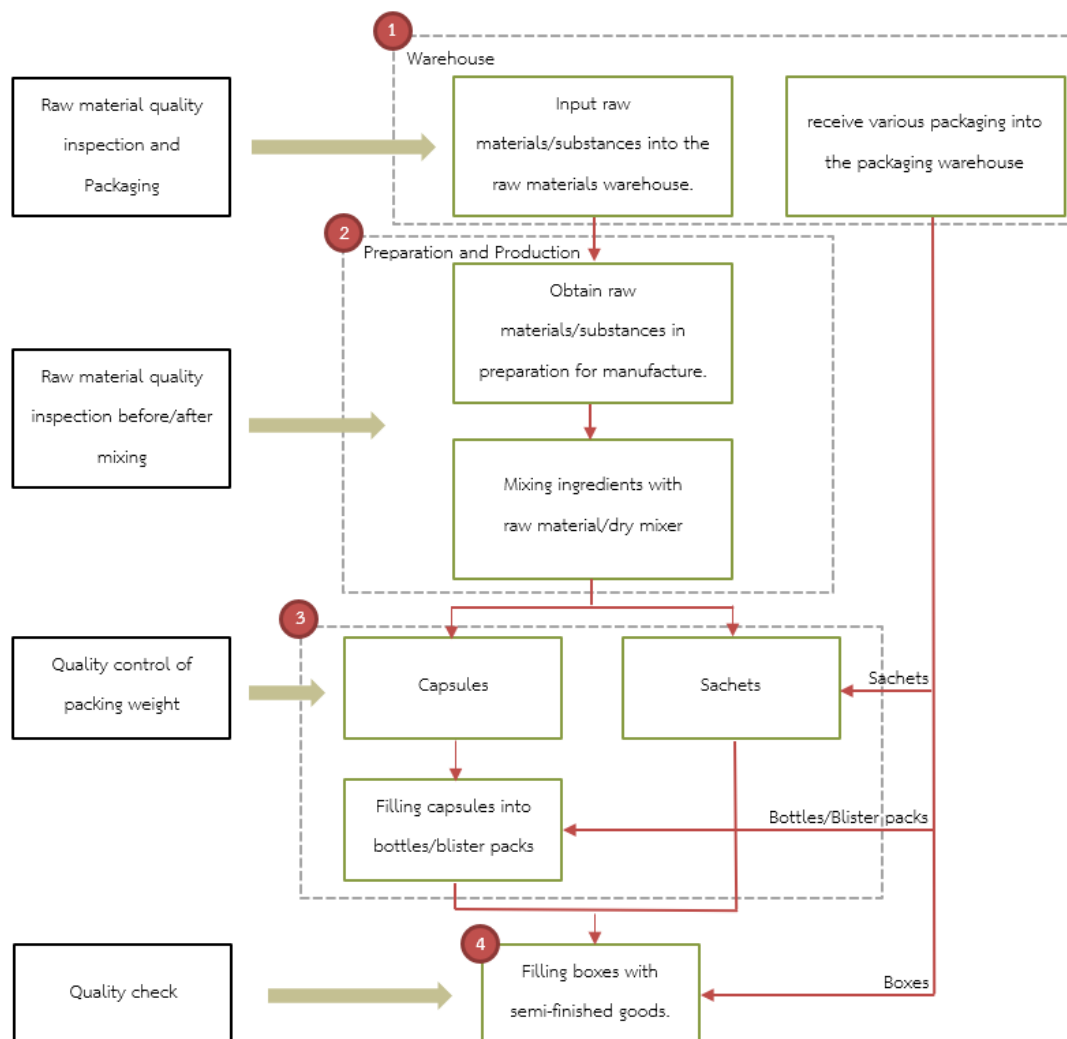 1
Warehouse
Raw material quality
inspection and
Packaging
Input raw
materials/substances into the
raw materials warehouse.
receive various packaging into
the packaging warehouse
2
Preparation and Production
Obtain raw
materials/substances in
preparation for manufacture.
Raw material quality
inspection before/after
mixing
Mixing ingredients with
raw material/dry mixer
3
Quality control of
packing weight
Capsules
Sachets
Sachets
Filling capsules into
bottles/blister packs
Bottles/Blister packs
4
Quality check
Filling boxes with
semi-finished goods.
Boxes